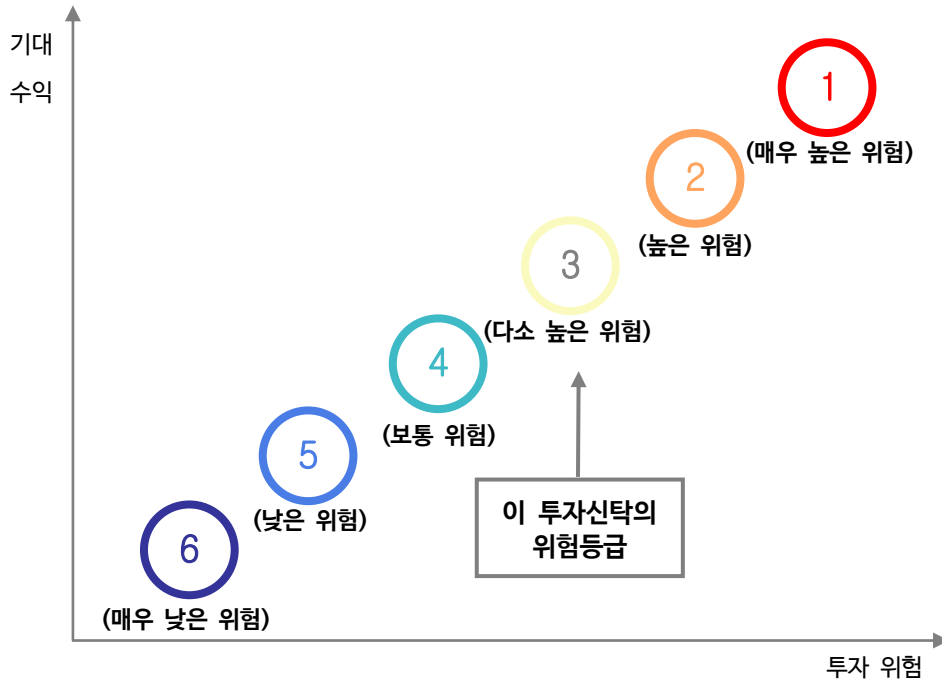 기대
수익
1
(매우 높은 위험)
2
(높은 위험)
3
(다소 높은 위험)
4
(보통 위험)
5
(낮은 위험)
이 투자신탁의
위험등급
6
(매우 낮은 위험)
투자 위험